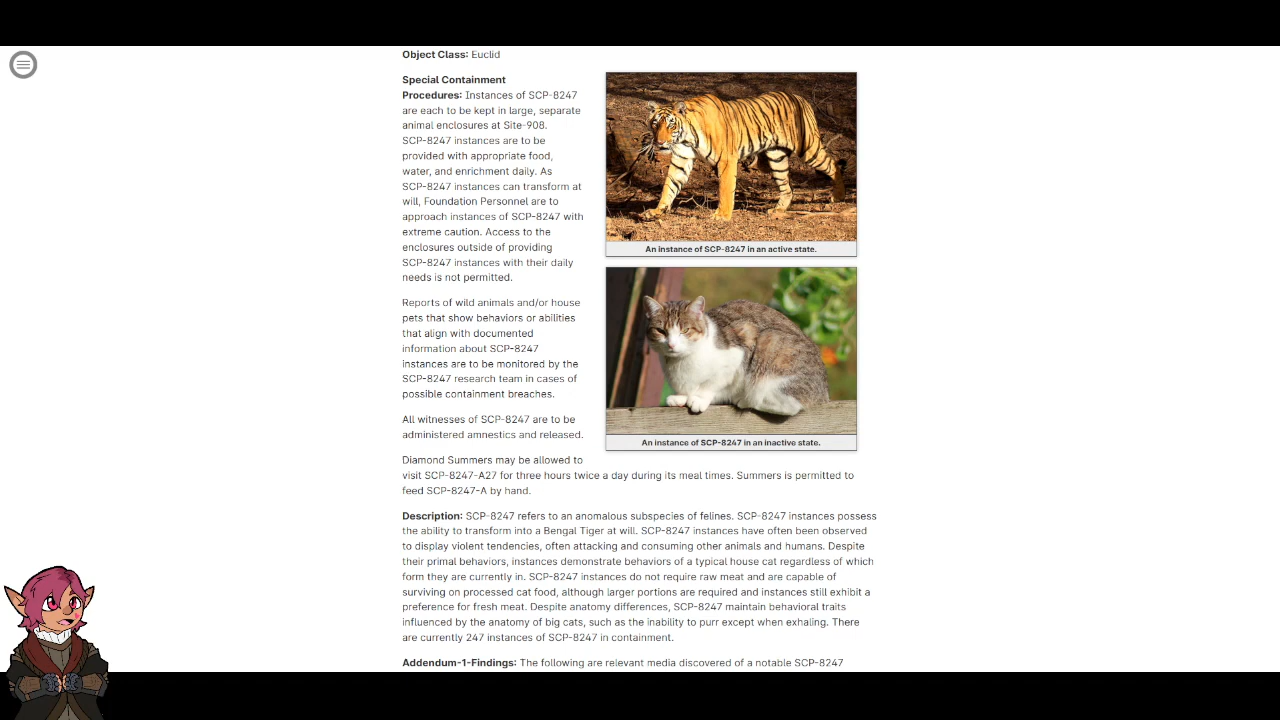 Object Class: Euclid
Special Containment
Procedures: Instances of SCP-8247
are each to be kept in large, separate
animal enclosures at Site-908.
SCP-8247 instances are to be
provided with appropriate food,
water, and enrichment daily. As
SCP-8247 instances can transform at
will, Foundation Personnel are to
approach instances of SCP-8247 with
extreme caution. Access to the
enclosures outside of providing
SCP-8247 instances with their daily
needs is not permitted.
An instance of SCP-8247 in an active state.
Reports of wild animals and/or house
pets that show behaviors or abilities
that align with documented
information about SCP-8247
instances are to be monitored by the
SCP-8247 research team in cases of
possible containment breaches.
All witnesses of SCP-8247 are to be
administered amnestics and released.
An instance of SCP-8247 in an inactive state.
Diamond Summers may be allowed to
visit SCP-8247-A27 for three hours twice a day during its meal times. Summers is permitted to
feed SCP-8247-A by hand.
Description: SCP-8247 refers to an anomalous subspecies of felines. SCP-8247 instances possess
the ability to transform into a Bengal Tiger at will. SCP-8247 instances have often been observed
to display violent tendencies, often attacking and consuming other animals and humans. Despite
their primal behaviors, instances demonstrate behaviors of a typical house cat regardless of which
form they are currently in. SCP-8247 instances do not require raw meat and are capable of
surviving on processed cat food, although larger portions are required and instances still exhibit a
preference for fresh meat. Despite anatomy differences, SCP-8247 maintain behavioral traits
influenced by the anatomy of big cats, such as the inability to purr except when exhaling. There
are currently 247 instances of SCP-8247 in containment.
Addendum-1-Findings: The following are relevant media discovered of a notable SCP-8247